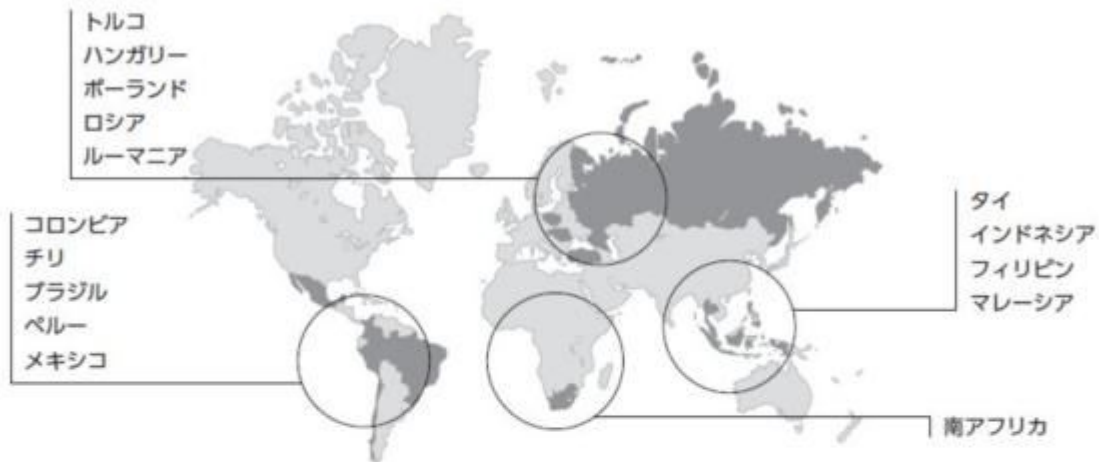 トルコ
ハンガリー
ポーランド
ロシア
ルーマニア
コロンビア
チリ
ブラジル
ペルー
メキシコ
タイ
インドネシア
フィリピン
マレーシア
南アフリカ